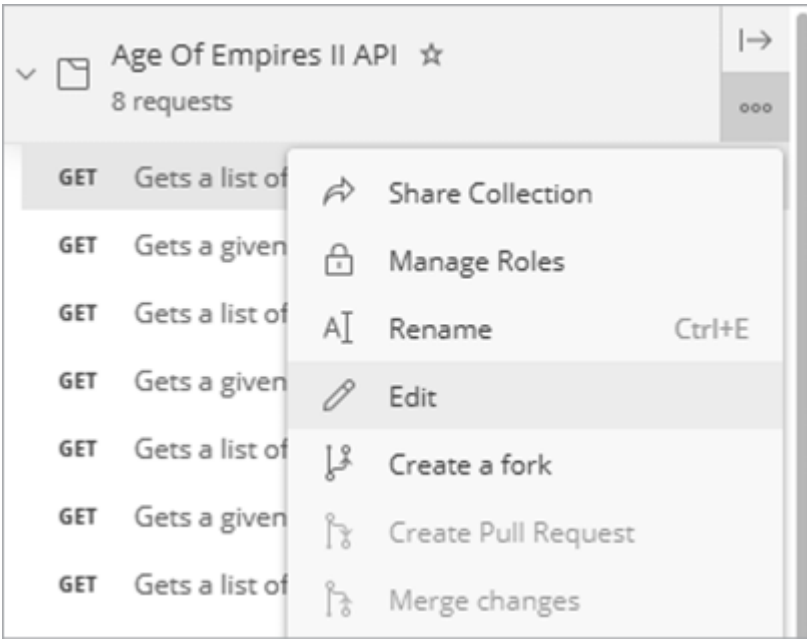 Age Of Empires II API
8 requests
GET Gets a list of
Share Collection
GET Gets a given
Manage Roles
GET Gets a list of
Rename Ctrl+E
GET Gets a given
Edit
GET Gets a list of
Create a fork
GET Gets a given
Create Pull Request
GET Gets a list of
Merge changes